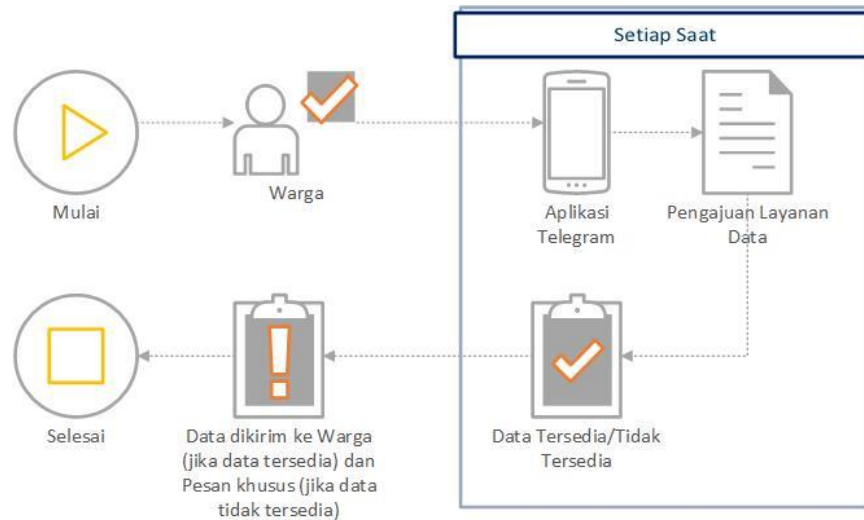 Setiap Saat
Mulai
Warga
Aplikasi
Telegram
Pengajuan Layanan
Data
Selesai
Data dikirim ke Warga
(jika data tersedia) dan
Pesan khusus (jika data
tidak tersedia)
Data Tersedia/Tidak
Tersedia